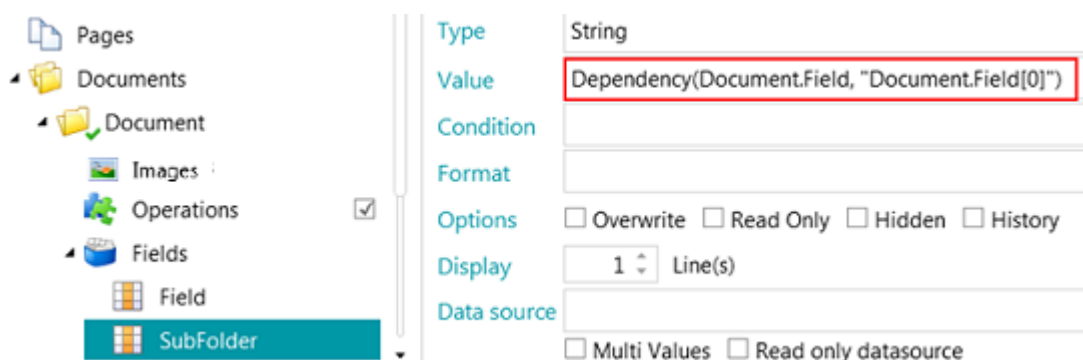 Pages
Documents
Document
Images
Operations
Fields
Field
SubFolder
Type String
Value Dependency(Document.Field, "Document.Field[0]")
Condition
Format
Options Overwrite Read Only Hidden History
Display 1 Line(s)
Data source
Multi Values Read only datasource